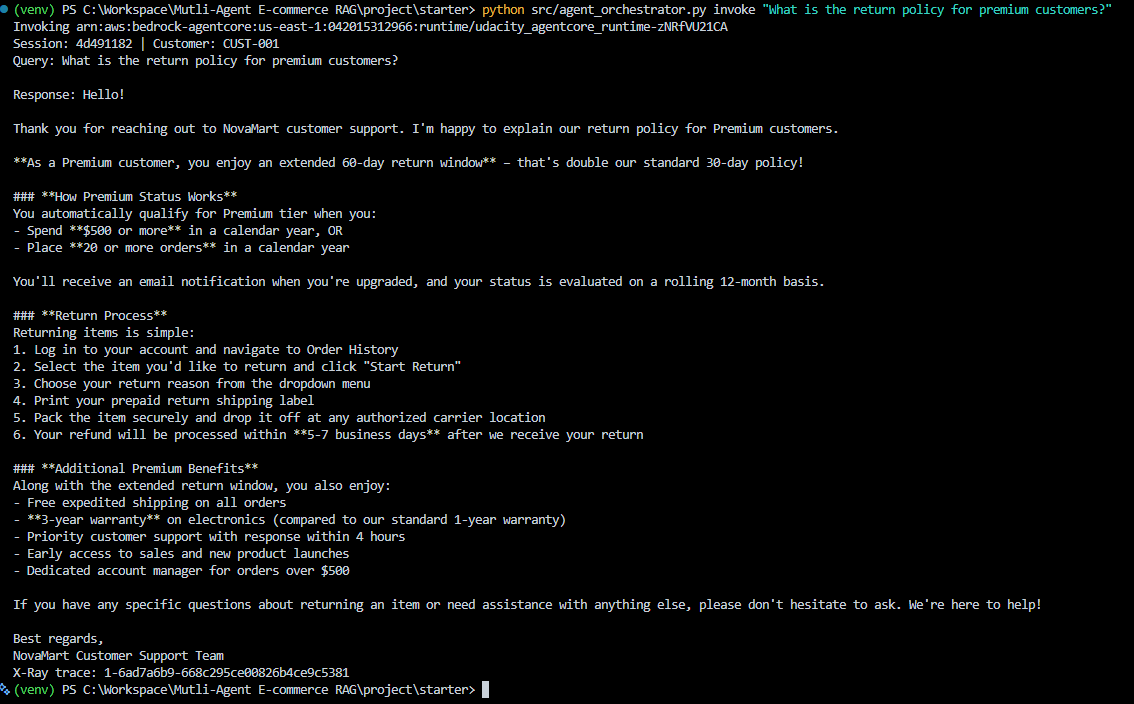 (venv) PS C:\Workspace\Mutli-Agent E-commerce RAG\project\starter> python src/agent_orchestrator.py invoke "What is the return policy for premium customers?"
Invoking arn:aws:bedrock-agentcore:us-east-1:042015312966:runtime/udacity_agentcore_runtime-zNRfVU21CA
Session: 4d491182 | Customer: CUST-001
Query: What is the return policy for premium customers?

Response: Hello!

Thank you for reaching out to NovaMart customer support. I'm happy to explain our return policy for Premium customers.

**As a Premium customer, you enjoy an extended 60-day return window** – that's double our standard 30-day policy!

### **How Premium Status Works**
You automatically qualify for Premium tier when you:
- Spend **$500 or more** in a calendar year, OR
- Place **20 or more orders** in a calendar year

You'll receive an email notification when you're upgraded, and your status is evaluated on a rolling 12-month basis.

### **Return Process**
Returning items is simple:
1. Log in to your account and navigate to Order History
2. Select the item you'd like to return and click "Start Return"
3. Choose your return reason from the dropdown menu
4. Print your prepaid return shipping label
5. Pack the item securely and drop it off at any authorized carrier location
6. Your refund will be processed within **5-7 business days** after we receive your return

### **Additional Premium Benefits**
Along with the extended return window, you also enjoy:
- Free expedited shipping on all orders
- **3-year warranty** on electronics (compared to our standard 1-year warranty)
- Priority customer support with response within 4 hours
- Early access to sales and new product launches
- Dedicated account manager for orders over $500

If you have any specific questions about returning an item or need assistance with anything else, please don't hesitate to ask. We're here to help!

Best regards,
NovaMart Customer Support Team
X-Ray trace: 1-6ad7a6b9-668c295ce00826b4ce9c5381
(venv) PS C:\Workspace\Mutli-Agent E-commerce RAG\project\starter>